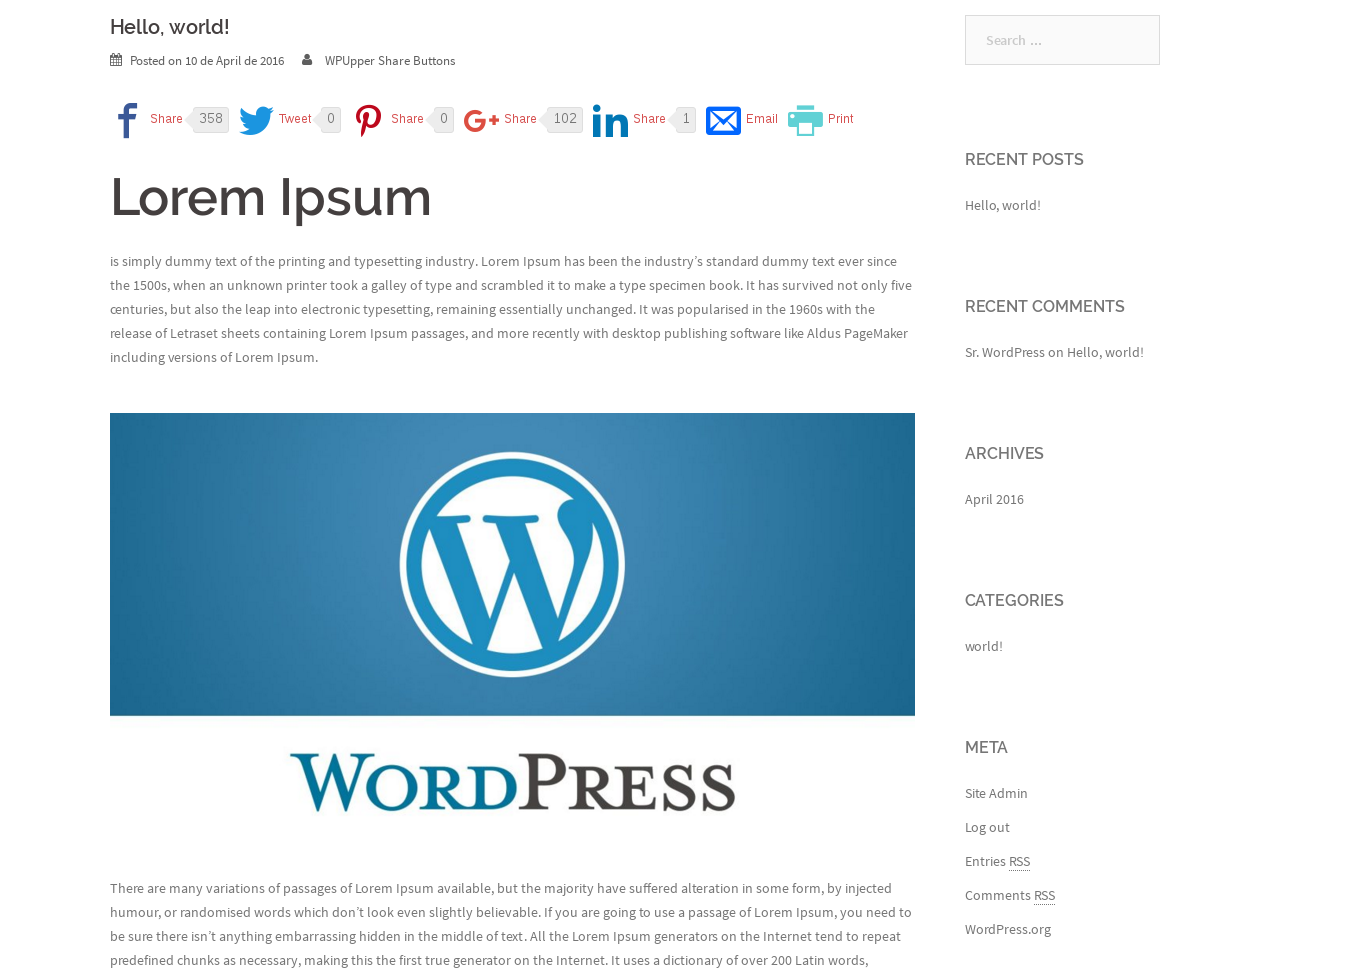 Hello, world!
Posted on 10 de April de 2016 WPUpper Share Buttons
Share 358 Tweet 0 Share 0 Share 102 Share 1 Email Print
Lorem Ipsum
is simply dummy text of the printing and typesetting industry. Lorem Ipsum has been the industry’s standard dummy text ever since
the 1500s, when an unknown printer took a galley of type and scrambled it to make a type specimen book. It has survived not only five
centuries, but also the leap into electronic typesetting, remaining essentially unchanged. It was popularised in the 1960s with the
release of Letraset sheets containing Lorem Ipsum passages, and more recently with desktop publishing software like Aldus PageMaker
including versions of Lorem Ipsum.
W
WORDPRESS
There are many variations of passages of Lorem Ipsum available, but the majority have suffered alteration in some form, by injected
humour, or randomised words which don’t look even slightly believable. If you are going to use a passage of Lorem Ipsum, you need to
be sure there isn’t anything embarrassing hidden in the middle of text. All the Lorem Ipsum generators on the Internet tend to repeat
predefined chunks as necessary, making this the first true generator on the Internet. It uses a dictionary of over 200 Latin words,
Search ...
RECENT POSTS
Hello, world!
RECENT COMMENTS
Sr. WordPress on Hello, world!
ARCHIVES
April 2016
CATEGORIES
world!
META
Site Admin
Log out
Entries RSS
Comments RSS
WordPress.org